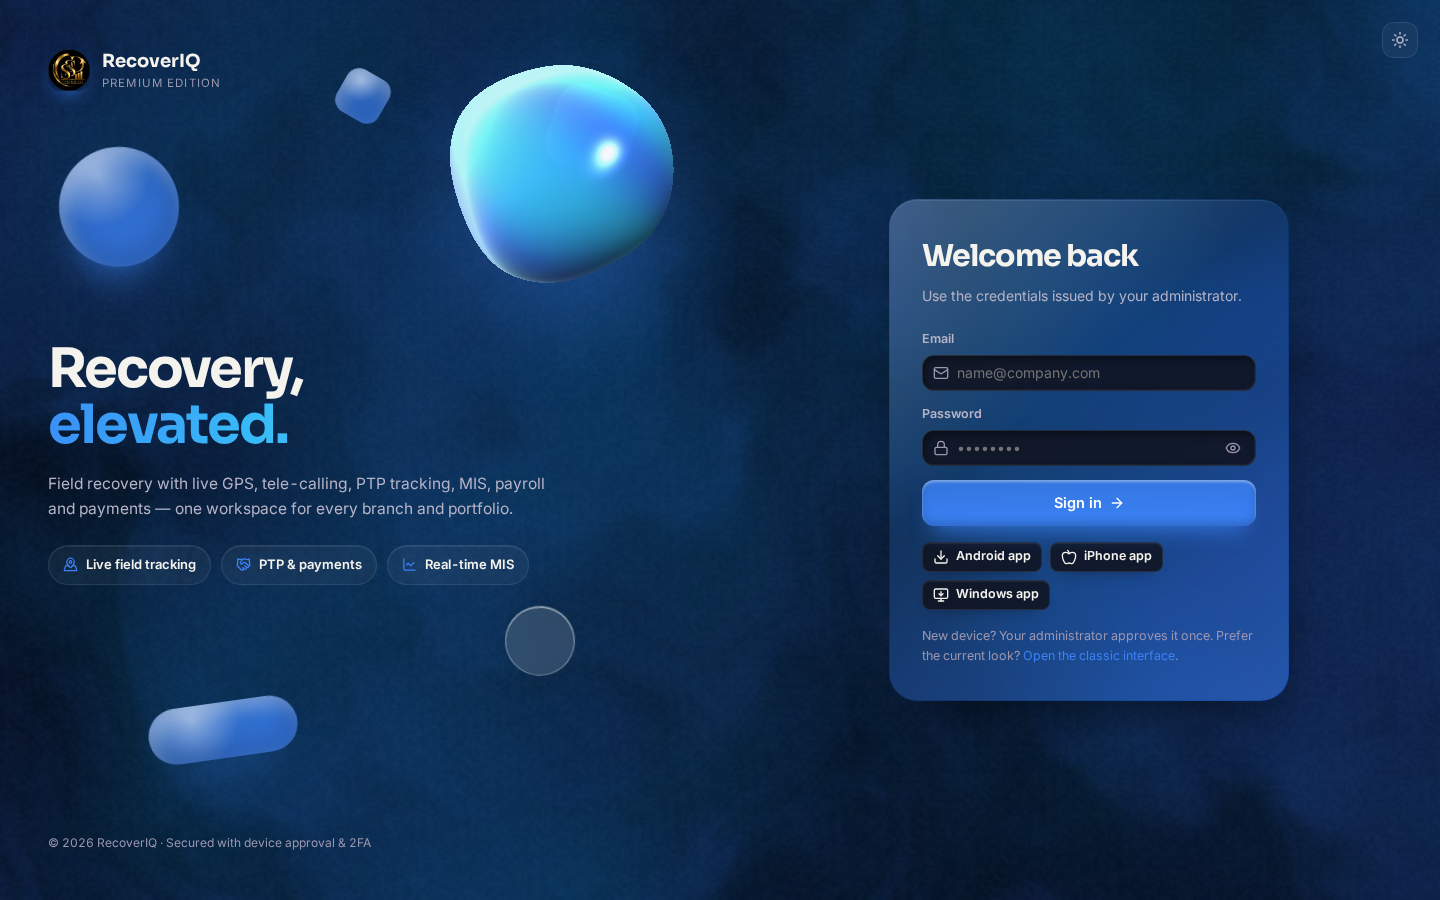 RecoverIQ
PREMIUM EDITION
Recovery,
elevated.
Field recovery with live GPS, tele-calling, PTP tracking, MIS, payroll
and payments — one workspace for every branch and portfolio.
Live field tracking
PTP & payments
Real-time MIS
© 2026 RecoverIQ · Secured with device approval & 2FA
Welcome back
Use the credentials issued by your administrator.
Email
name@company.com
Password
••••••••
Sign in
Android app
iPhone app
Windows app
New device? Your administrator approves it once. Prefer
the current look? Open the classic interface.